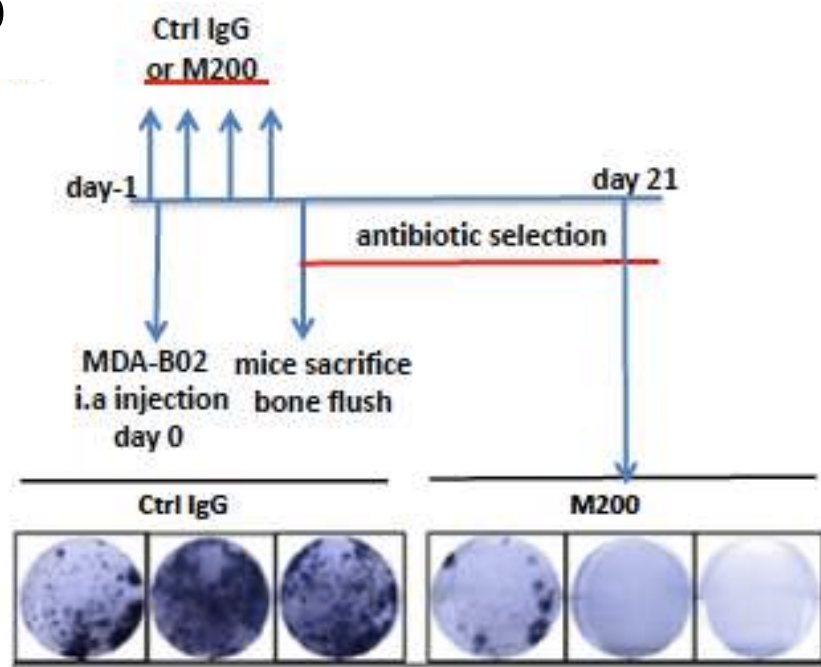 )
Ctrl IgG
or M200
day-1
day 21
antibiotic selection
MDA-B02
i.a injection
day 0
mice sacrifice
bone flush
Ctrl IgG
M200